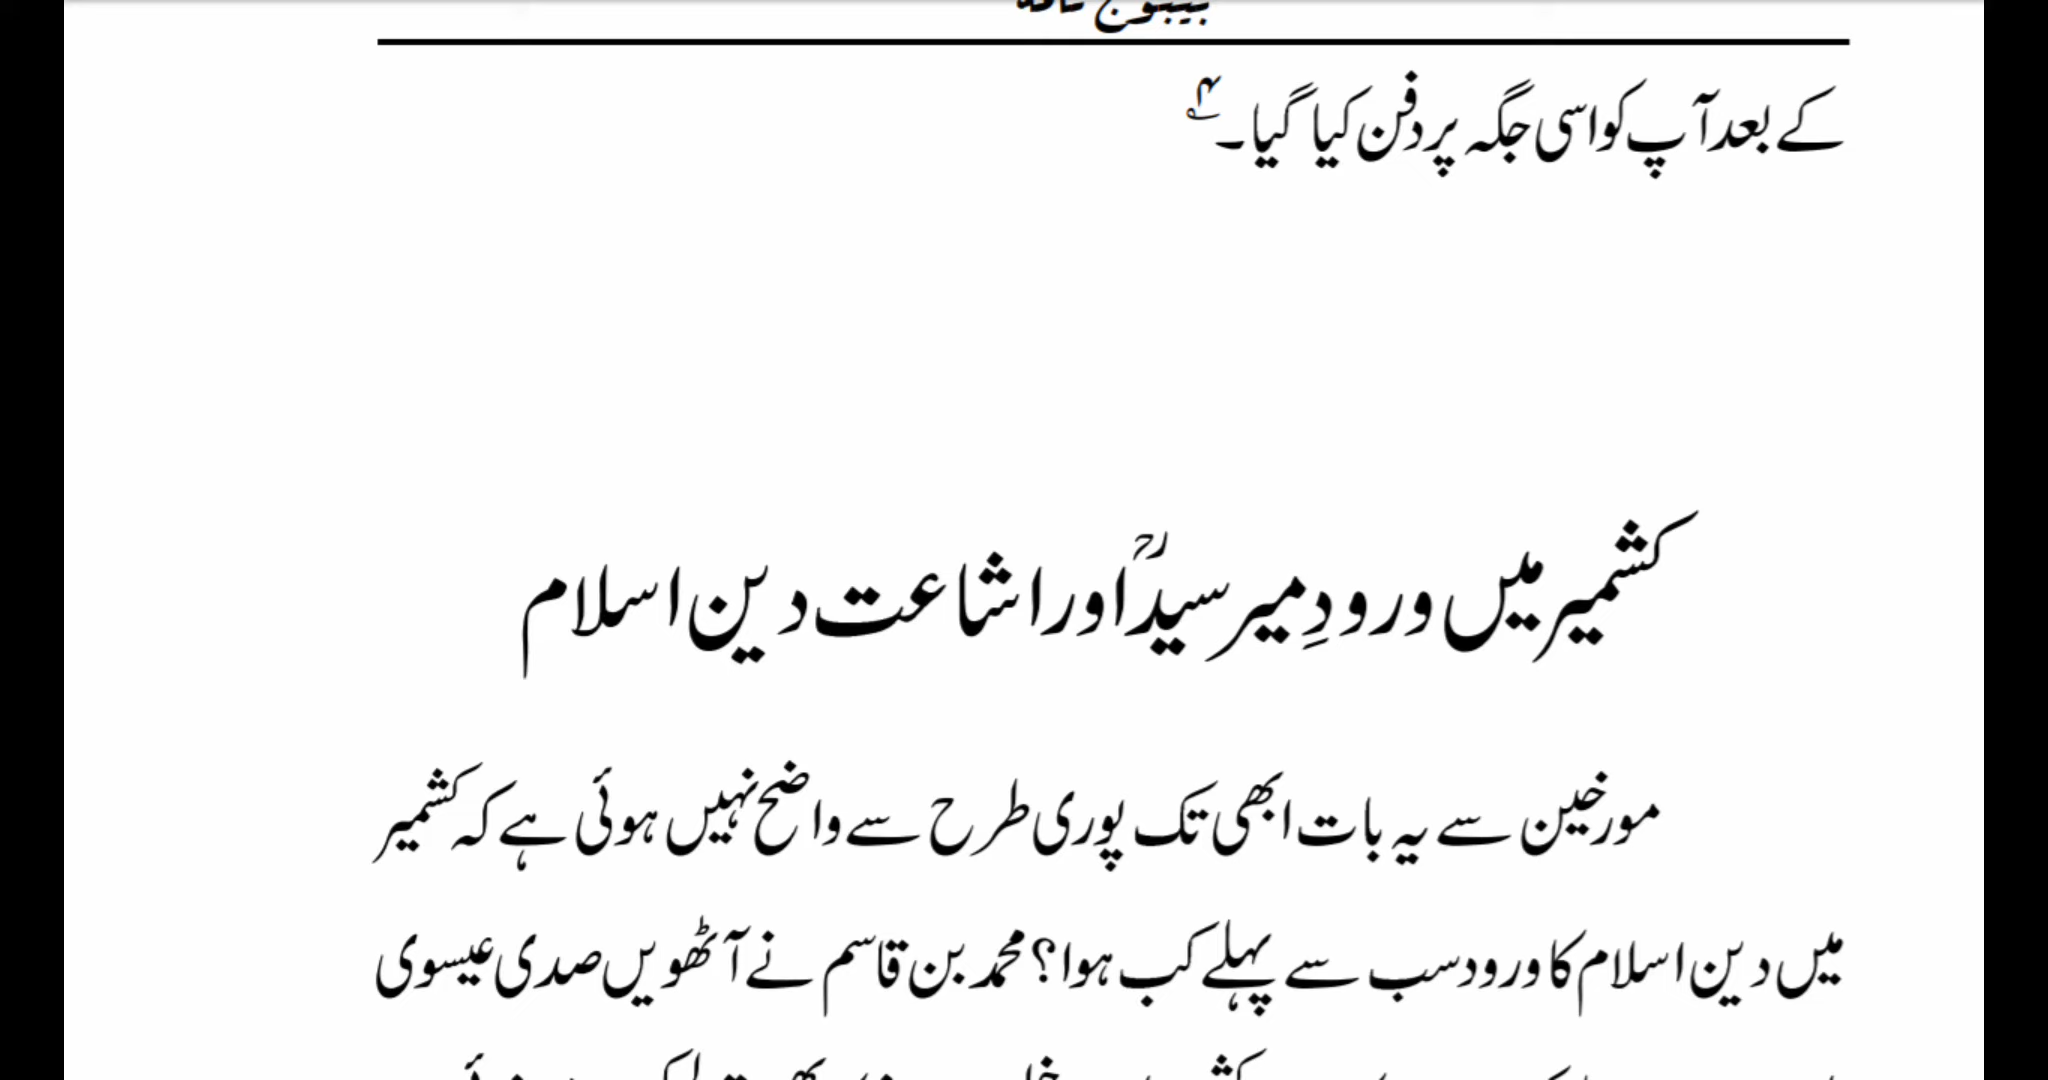 کے بعد آپ کو اسی جگہ پر دفن کیا گیا۔ ۴؂
کشمیر میں ورودِ میر سیدؒ اور اشاعت دین اسلام
مورخین سے یہ بات ابھی تک پوری طرح سے واضح نہیں ہوئی ہے کہ کشمیر
میں دین اسلام کا ورود سب سے پہلے کب ہوا؟ محمد بن قاسم نے آٹھویں صدی عیسوی